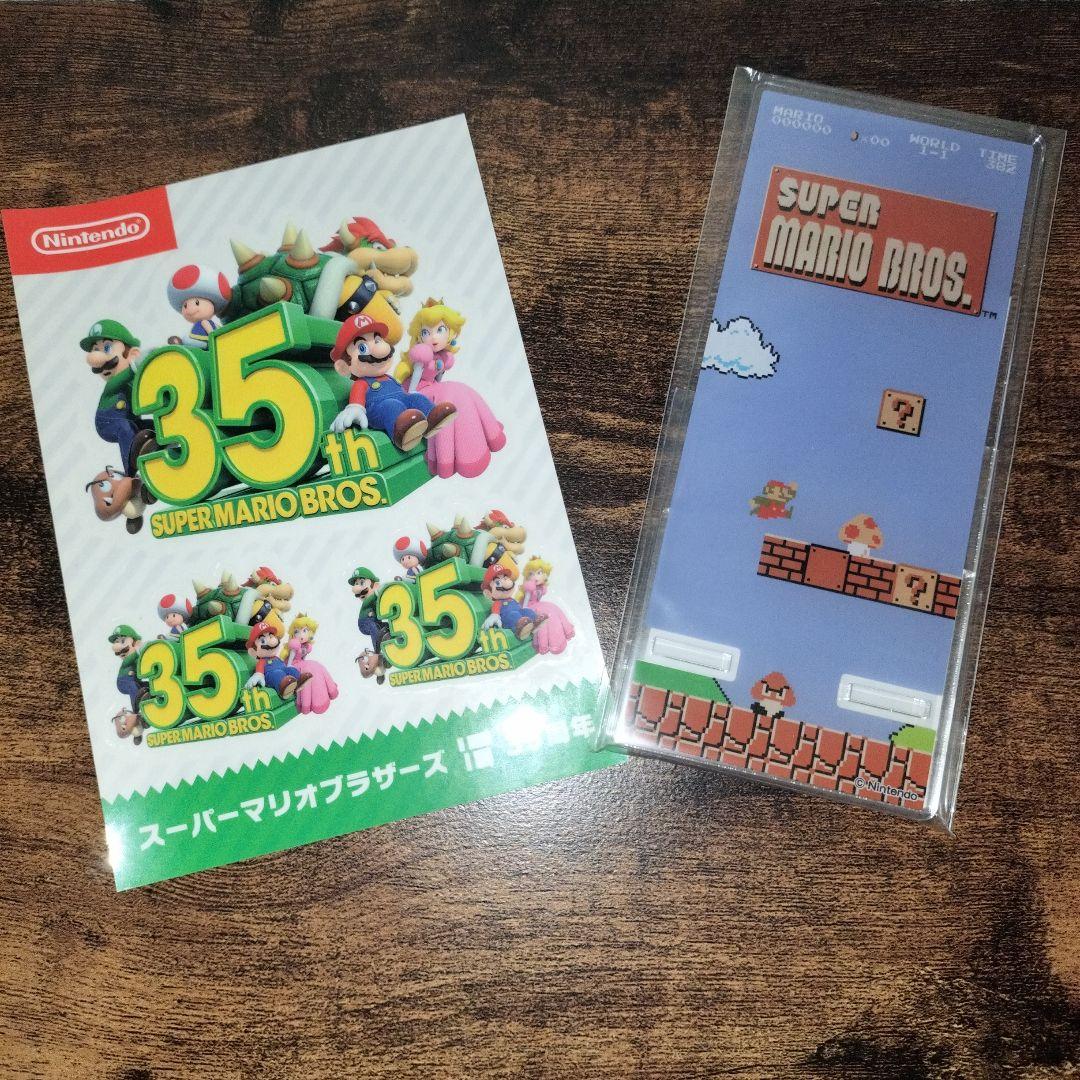 Nintendo
35th
SUPER MARIO BROS.
35th
SUPER MARIO BROS.
35th
SUPER MARIO BROS.
スーパーマリオブラザーズ 周年
MARIO
000000
×00
WORLD
1-1
TIME
382
SUPER
MARIO BROS.
TM
?
?
© Nintendo